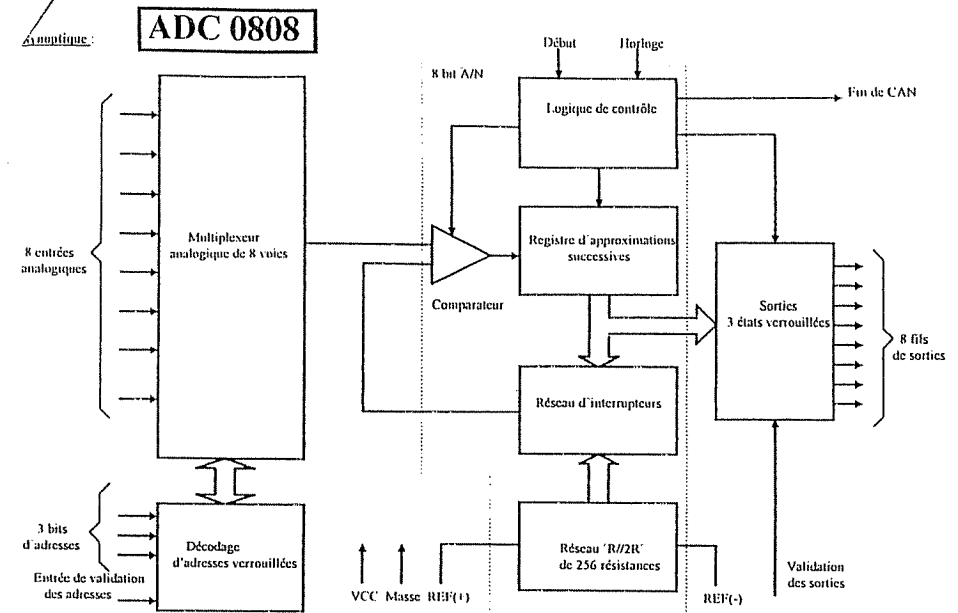 ADC 0808
Début
Horloge
8 bit A/N
Logique de contrôle
Fin de CAN
8 entrées
analogiques
Multiplexeur
analogique de 8 voies
Registre d'approximations
successives
Comparateur
Sorties
3 états verrouillées
8 fils
de sorties
Réseau d'interrupteurs
3 bits
d'adresses
Décodage
d'adresses verrouillées
Entrée de validation
des adresses
Réseau 'R//2R'
de 256 résistances
VCC Masse REF(+)
REF(-)
Validation
des sorties